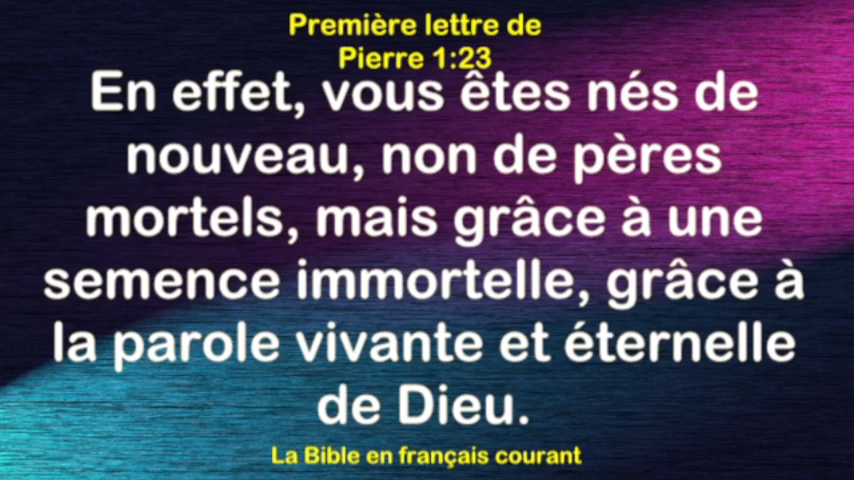 Première lettre de
Pierre 1:23
En effet, vous êtes nés de
nouveau, non de pères
mortels, mais grâce à une
semence immortelle, grâce à
la parole vivante et éternelle
de Dieu.
La Bible en français courant